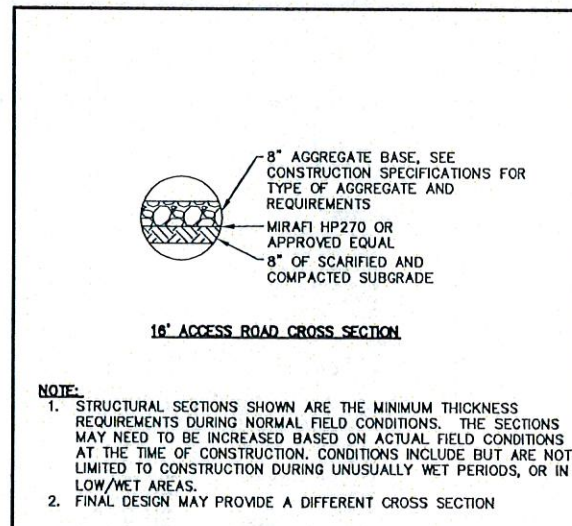 8" AGGREGATE BASE, SEE
CONSTRUCTION SPECIFICATIONS FOR
TYPE OF AGGREGATE AND
REQUIREMENTS
MIRAFI HP270 OR
APPROVED EQUAL
8" OF SCARIFIED AND
COMPACTED SUBGRADE
16' ACCESS ROAD CROSS SECTION
NOTE:
1. STRUCTURAL SECTIONS SHOWN ARE THE MINIMUM THICKNESS
REQUIREMENTS DURING NORMAL FIELD CONDITIONS. THE SECTIONS
MAY NEED TO BE INCREASED BASED ON ACTUAL FIELD CONDITIONS
AT THE TIME OF CONSTRUCTION. CONDITIONS INCLUDE BUT ARE NOT
LIMITED TO CONSTRUCTION DURING UNUSUALLY WET PERIODS, OR IN
LOW/WET AREAS.
2. FINAL DESIGN MAY PROVIDE A DIFFERENT CROSS SECTION